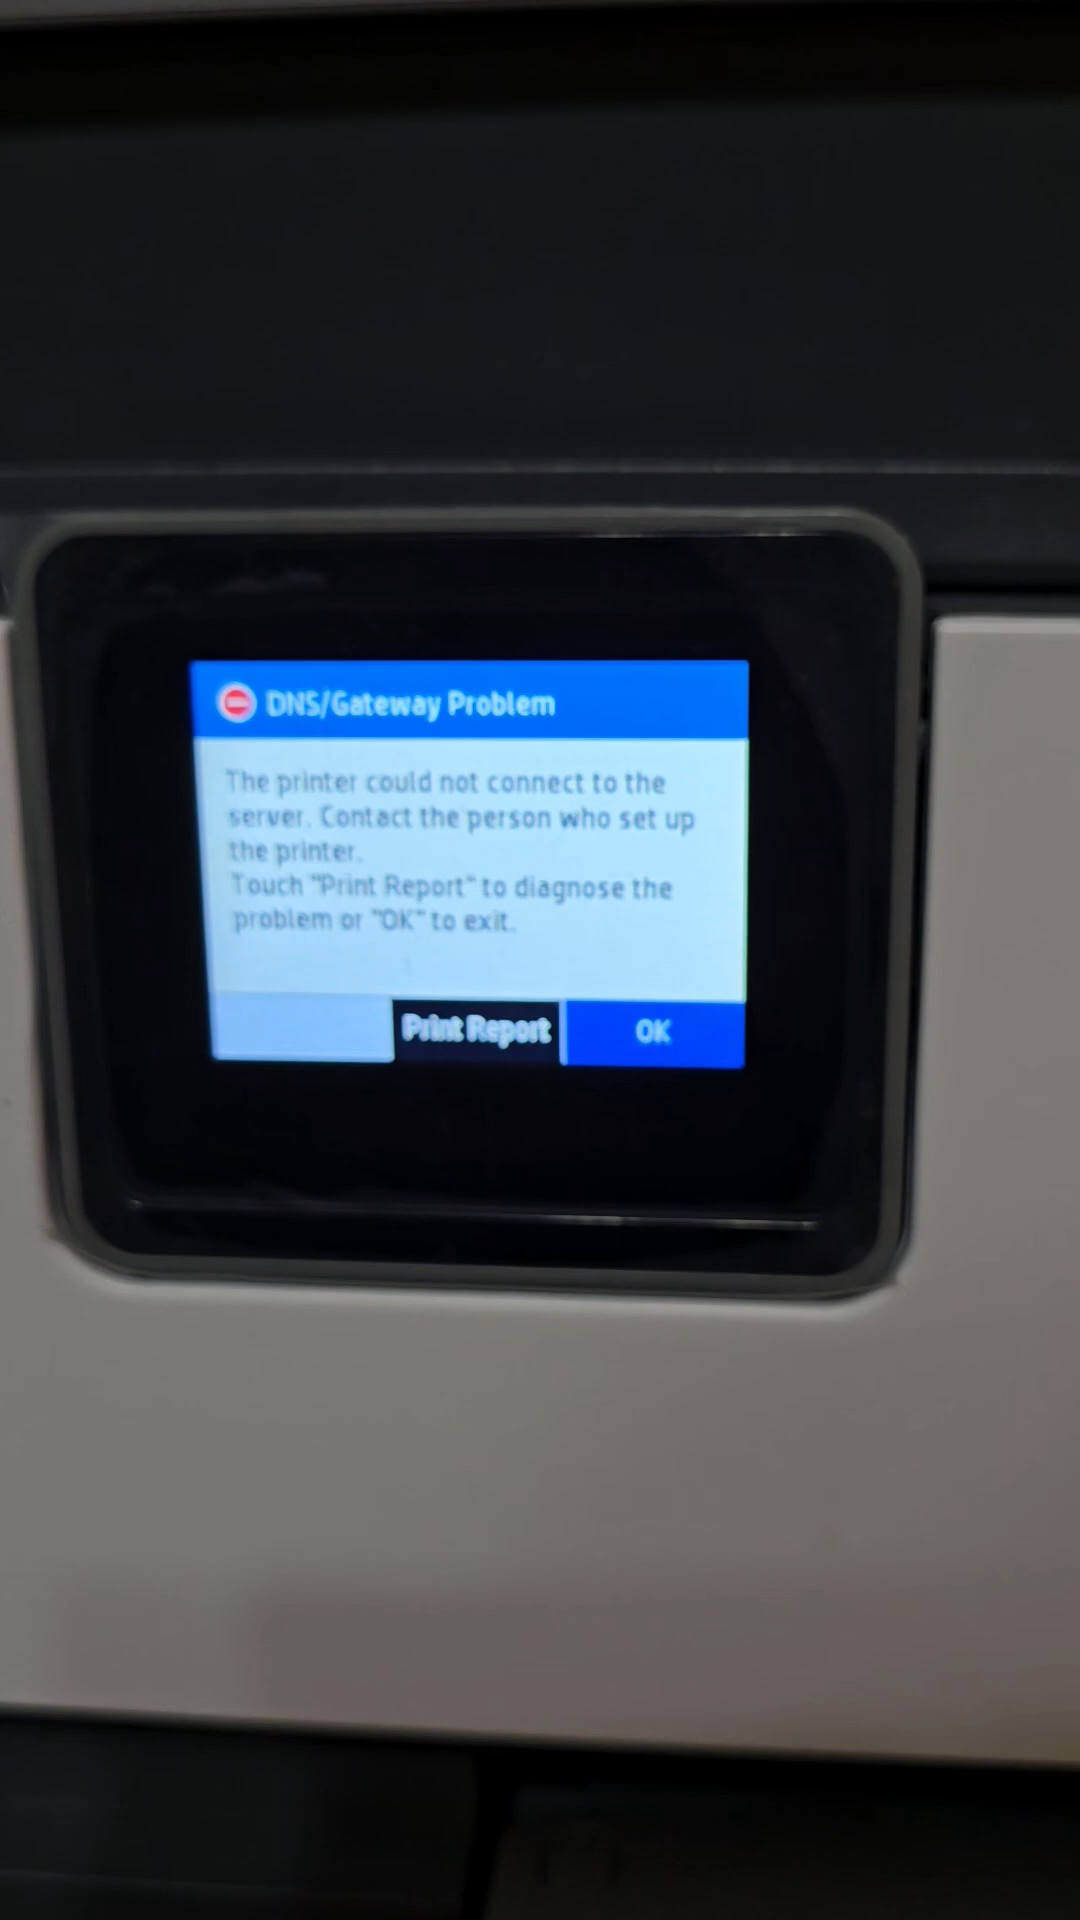 DNS/Gateway Problem
The printer could not connect to the
server. Contact the person who set up
the printer.
Touch "Print Report" to diagnose the
problem or "OK" to exit.
Print Report
OK